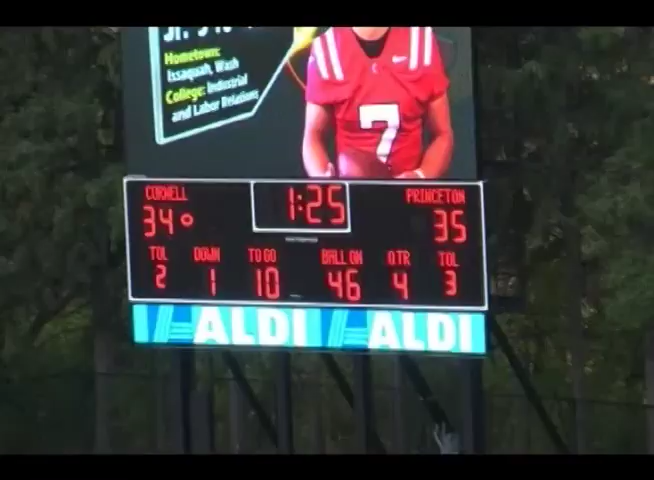 Hometown:
Issaquah, Wash
College: Industrial
and Labor Relations
7
CORNELL
1:25
PRINCETON
34
35
TOL
DOWN
TO GO
BALL ON
QTR
TOL
2
1
10
46
4
3
ALDI ALDI